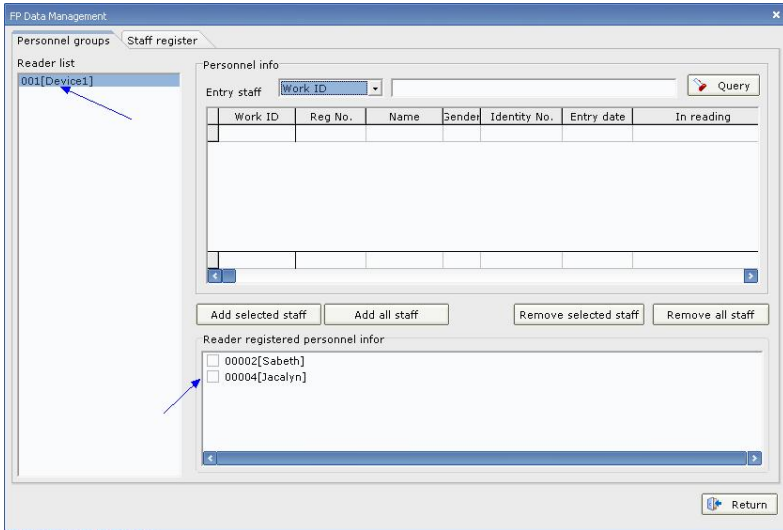 FP Data Management
Personnel groups Staff register
Reader list
001[Device1]
Personnel info
Entry staff Work ID Query
Work ID Reg No. Name Gender Identity No. Entry date In reading
Add selected staff Add all staff Remove selected staff Remove all staff
Reader registered personnel infor
00002[Sabeth]
00004[Jacalyn]
Return